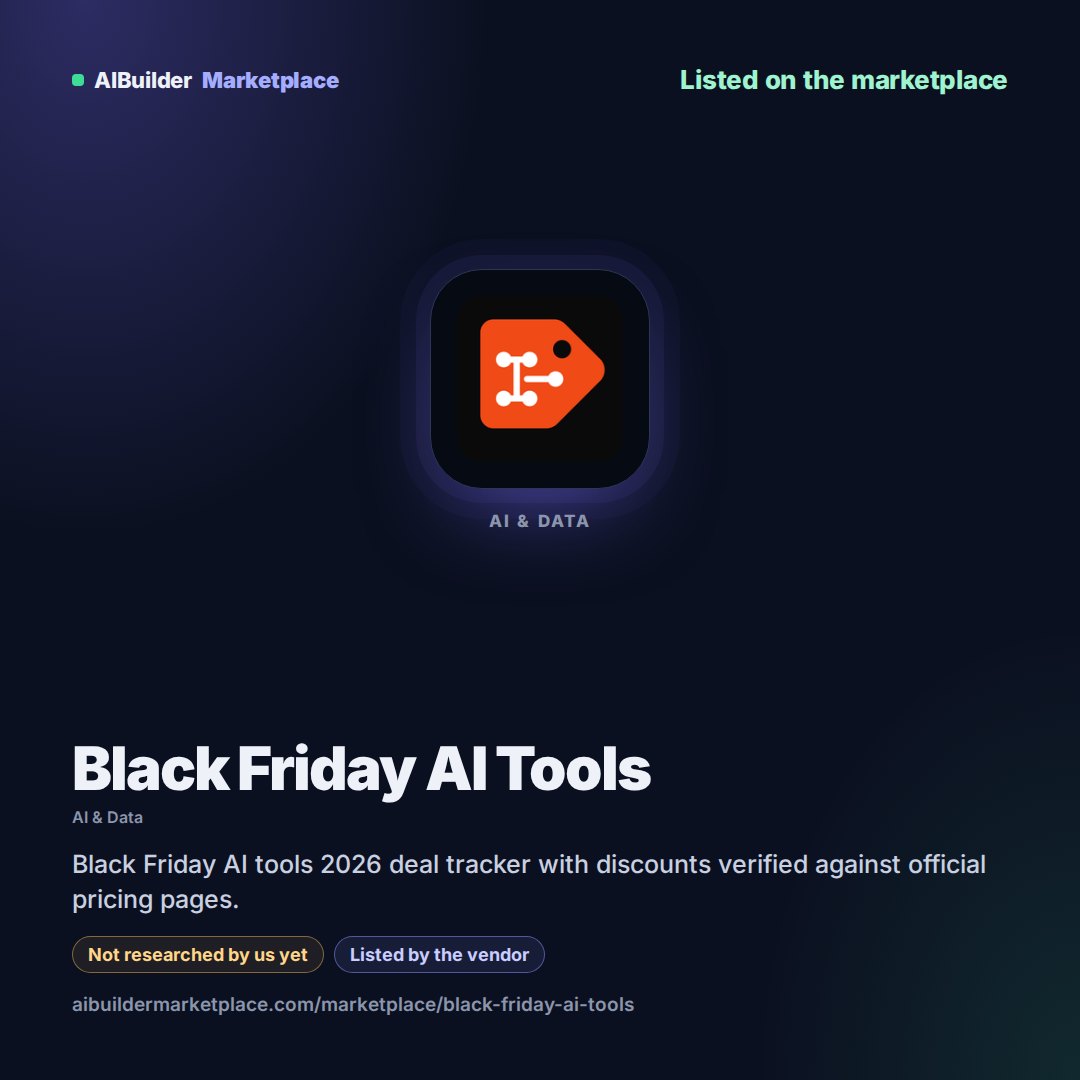 AIBuilder Marketplace
Listed on the marketplace
AI & DATA
Black Friday AI Tools
AI & Data
Black Friday AI tools 2026 deal tracker with discounts verified against official
pricing pages.
Not researched by us yet
Listed by the vendor
aibuildermarketplace.com/marketplace/black-friday-ai-tools